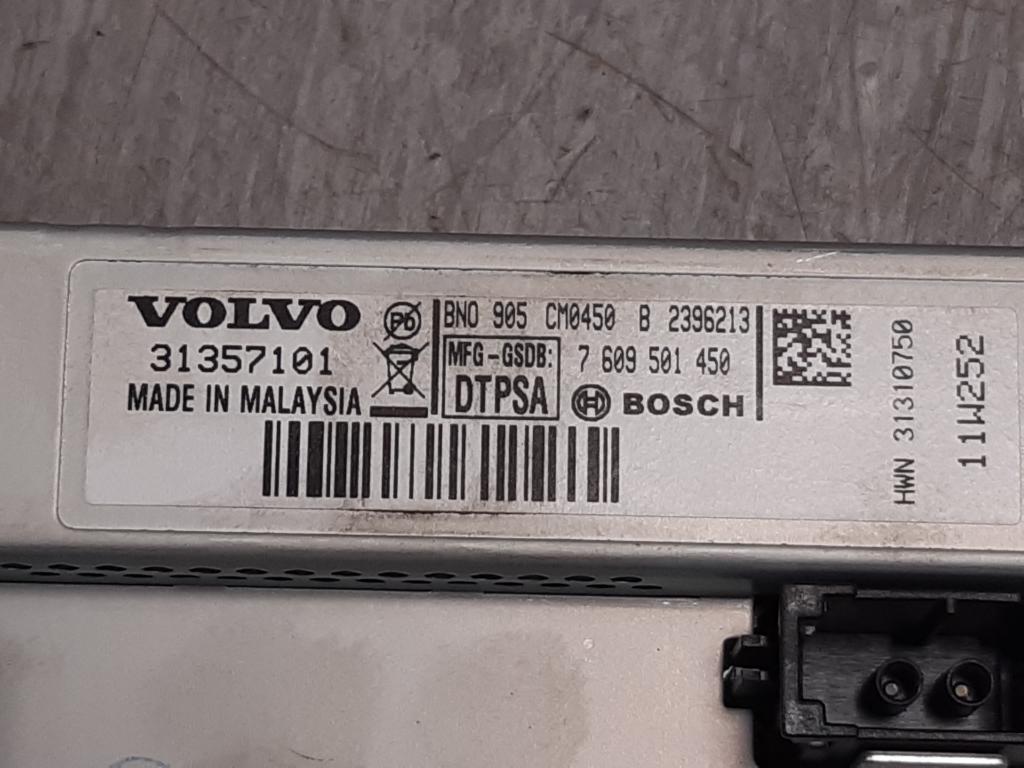 VOLVO
31357101
MADE IN MALAYSIA
Pb
BNO 905 CM0450 B 2396213
MFG-GSDB:
DTPSA
7 609 501 450
BOSCH
HWN 31310750
11W252